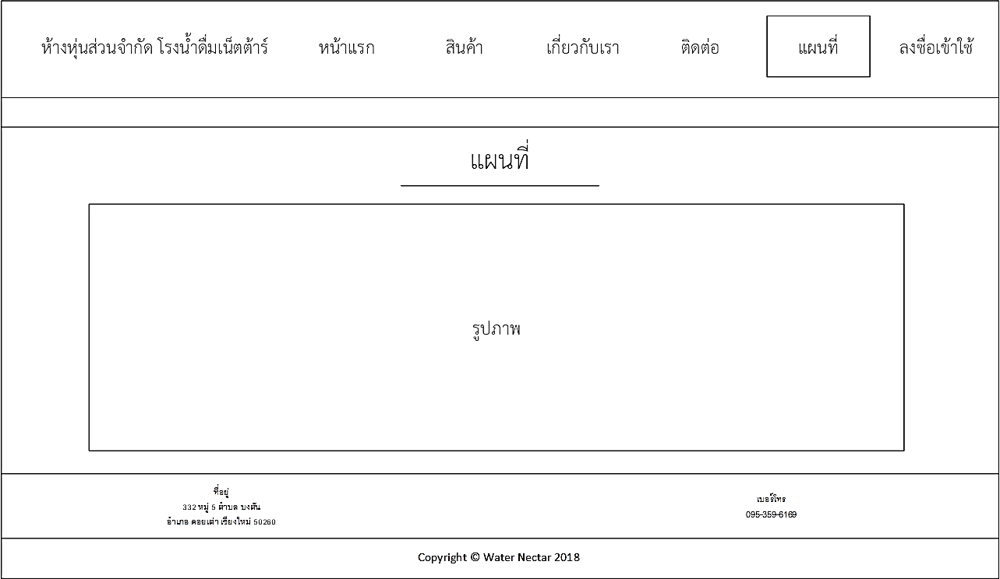 ห้างหุ่นส่วนจำกัด โรงน้ำดื่มเน็ตต้าร์ หน้าแรก สินค้า เกี่ยวกับเรา ติดต่อ แผนที่ ลงชื่อเข้าใช้
แผนที่
รูปภาพ
ที่อยู่
332 หมู่ 5 ตำบล บงตัน
อำเภอ ดอยเต่า เชียงใหม่ 50260
เบอร์โทร
095-359-6169
Copyright © Water Nectar 2018